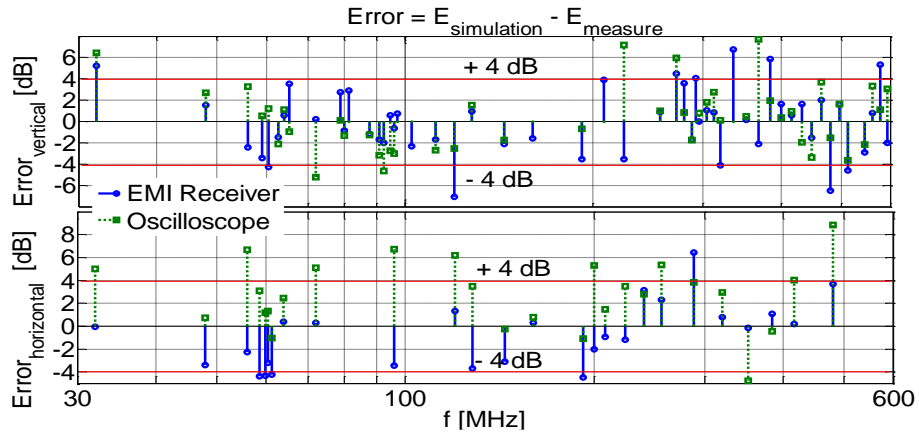 Error = E_simulation - E_measure
Error_vertical [dB]
6
4
2
0
-2
-4
-6
+ 4 dB
- 4 dB
EMI Receiver
Oscilloscope
Error_horizontal [dB]
8
6
4
2
0
-2
-4
+ 4 dB
- 4 dB
30 100 200 600
f [MHz]